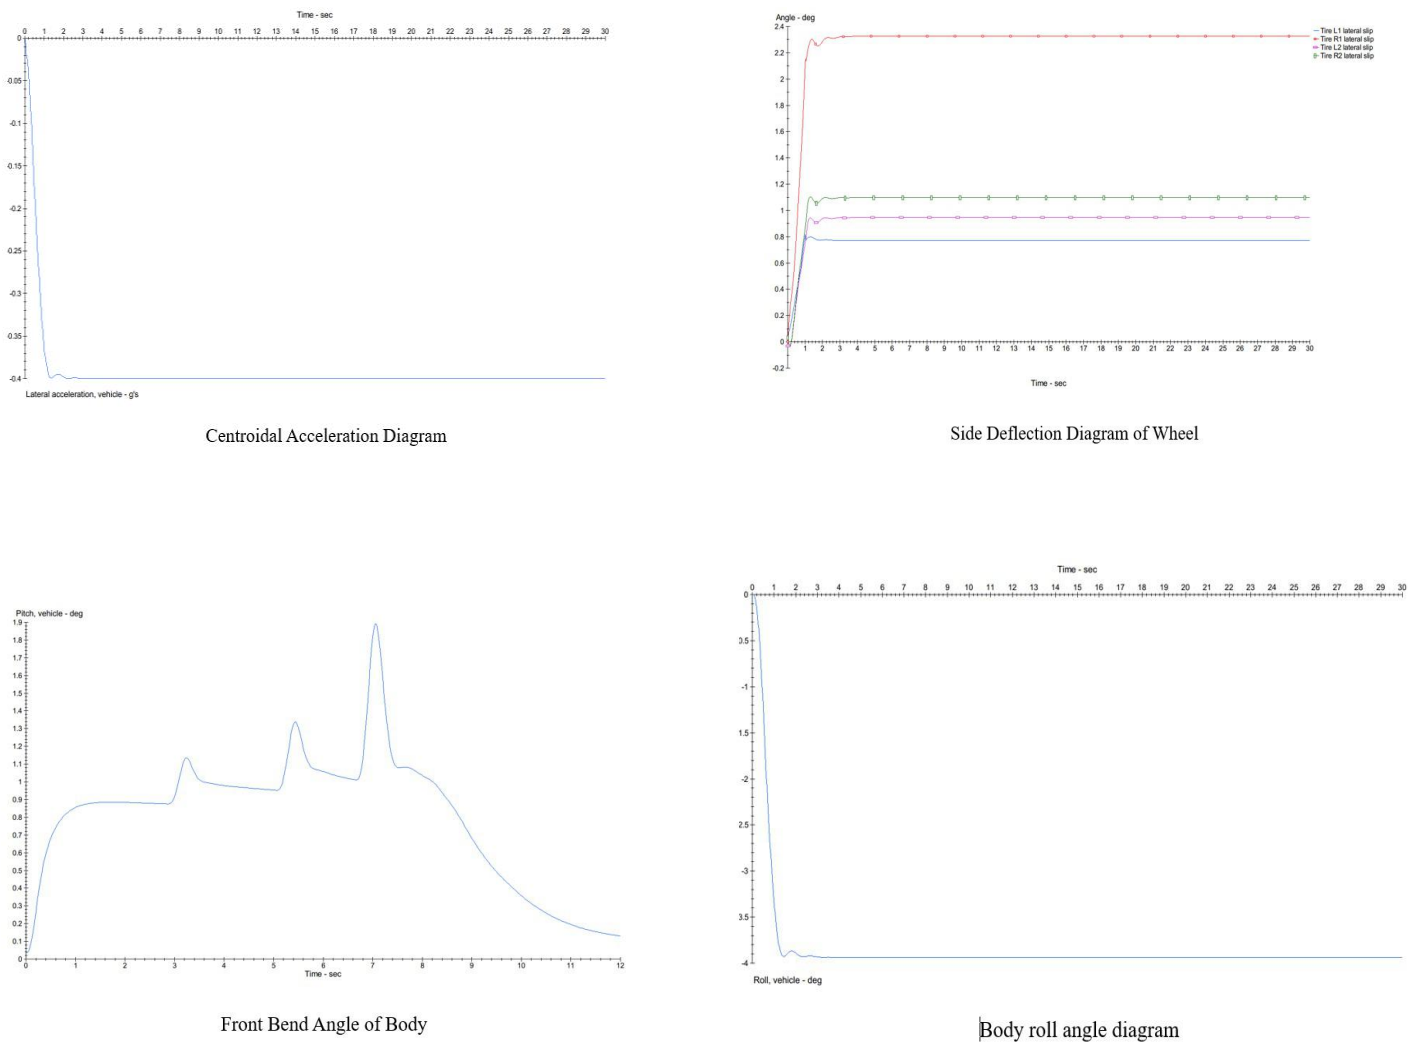 Time - sec
0 1 2 3 4 5 6 7 8 9 10 11 12 13 14 15 16 17 18 19 20 21 22 23 24 25 26 27 28 29 30
0
-0.05
-0.1
-0.15
-0.2
-0.25
-0.3
-0.35
-0.4
Lateral acceleration, vehicle - g's
Centroidal Acceleration Diagram
Angle - deg
2.4
2.2
2
1.8
1.6
1.4
1.2
1
0.8
0.6
0.4
0.2
0
-0.2
1 2 3 4 5 6 7 8 9 10 11 12 13 14 15 16 17 18 19 20 21 22 23 24 25 26 27 28 29 30
Time - sec
Tire L1 lateral slip
Tire R1 lateral slip
Tire L2 lateral slip
Tire R2 lateral slip
Side Deflection Diagram of Wheel
Pitch, vehicle - deg
1.9
1.8
1.7
1.6
1.5
1.4
1.3
1.2
1.1
1
0.9
0.8
0.7
0.6
0.5
0.4
0.3
0.2
0.1
0
0 1 2 3 4 5 6 7 8 9 10 11 12
Time - sec
Front Bend Angle of Body
Time - sec
0 1 2 3 4 5 6 7 8 9 10 11 12 13 14 15 16 17 18 19 20 21 22 23 24 25 26 27 28 29 30
0
0.5
-1
1.5
-2
2.5
-3
3.5
-4
Roll, vehicle - deg
Body roll angle diagram